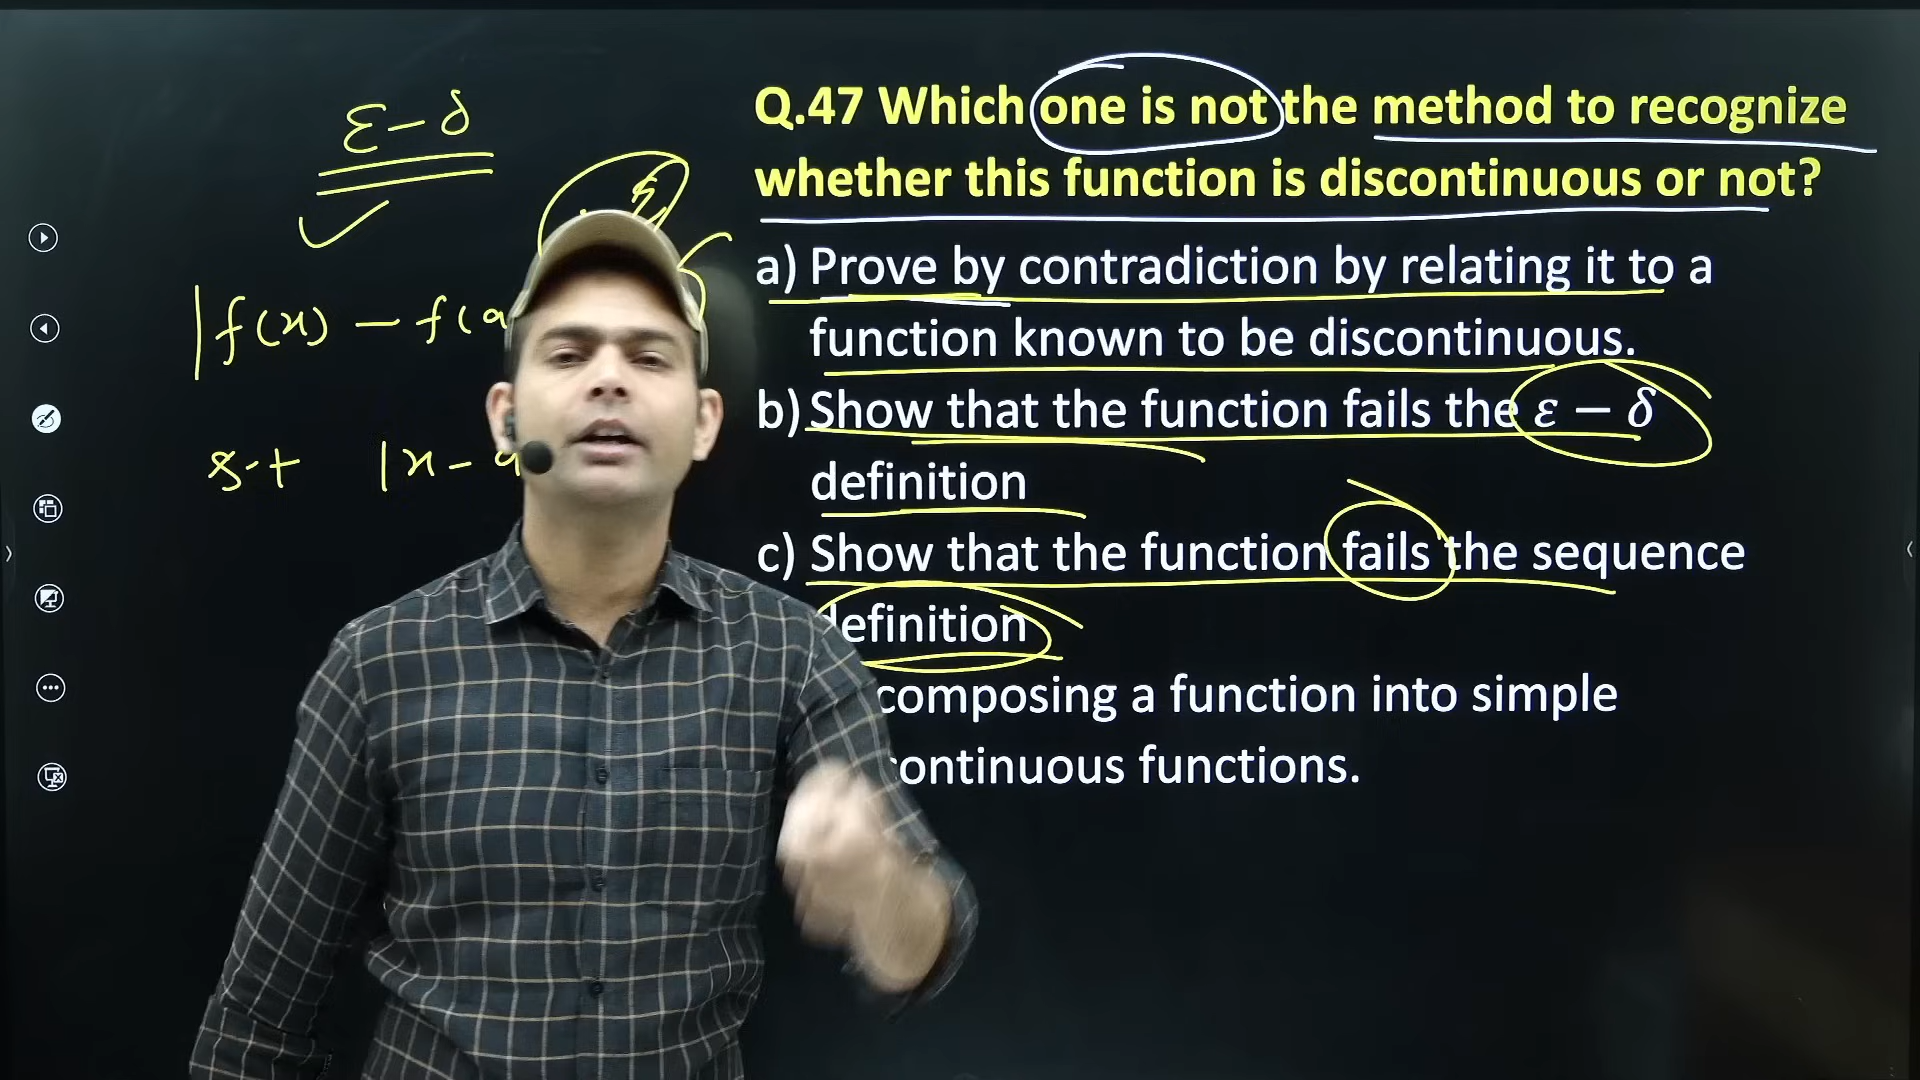 ε-δ
|f(x) - f(a
s.t |x-a
Q.47 Which one is not the method to recognize
whether this function is discontinuous or not?
a) Prove by contradiction by relating it to a
function known to be discontinuous.
b) Show that the function fails the ε − δ
definition
c) Show that the function fails the sequence
definition
composing a function into simple
continuous functions.